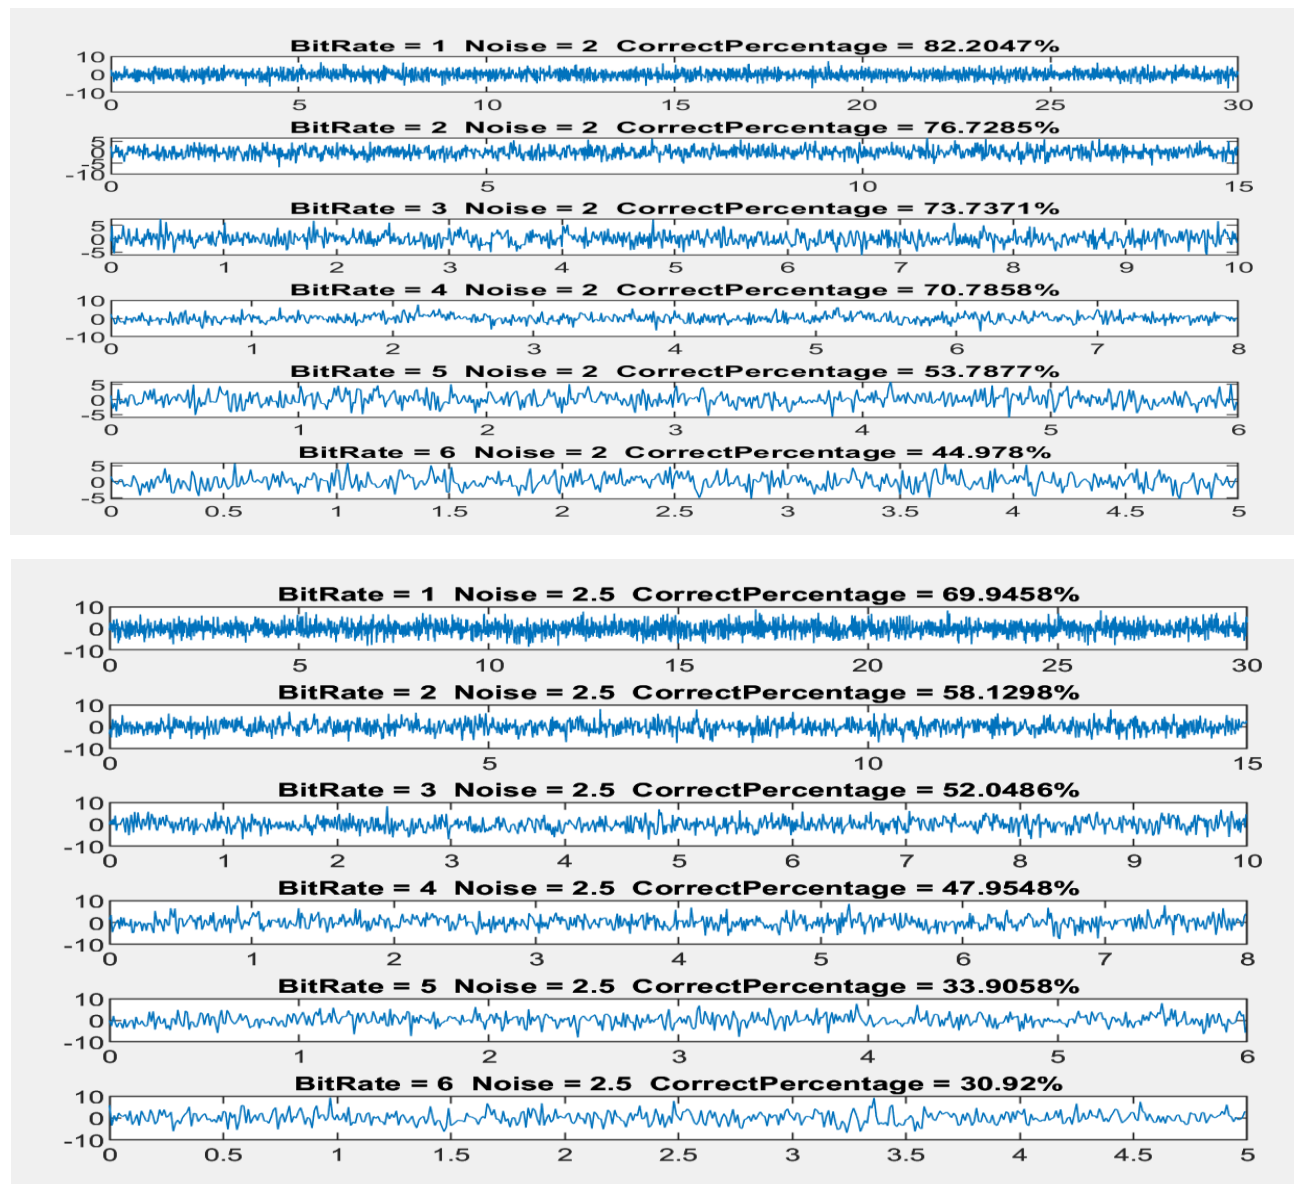 BitRate = 1 Noise = 2 CorrectPercentage = 82.2047%
10
0
-10
0 5 10 15 20 25 30
BitRate = 2 Noise = 2 CorrectPercentage = 76.7285%
5
0
-5
-10
0 5 10 15
BitRate = 3 Noise = 2 CorrectPercentage = 73.7371%
5
0
-5
0 1 2 3 4 5 6 7 8 9 10
BitRate = 4 Noise = 2 CorrectPercentage = 70.7858%
10
0
-10
0 1 2 3 4 5 6 7 8
BitRate = 5 Noise = 2 CorrectPercentage = 53.7877%
5
0
-5
0 1 2 3 4 5 6
BitRate = 6 Noise = 2 CorrectPercentage = 44.978%
5
0
-5
0 0.5 1 1.5 2 2.5 3 3.5 4 4.5 5
BitRate = 1 Noise = 2.5 CorrectPercentage = 69.9458%
10
0
-10
0 5 10 15 20 25 30
BitRate = 2 Noise = 2.5 CorrectPercentage = 58.1298%
10
0
-10
0 5 10 15
BitRate = 3 Noise = 2.5 CorrectPercentage = 52.0486%
10
0
-10
0 1 2 3 4 5 6 7 8 9 10
BitRate = 4 Noise = 2.5 CorrectPercentage = 47.9548%
10
0
-10
0 1 2 3 4 5 6 7 8
BitRate = 5 Noise = 2.5 CorrectPercentage = 33.9058%
10
0
-10
0 1 2 3 4 5 6
BitRate = 6 Noise = 2.5 CorrectPercentage = 30.92%
10
0
-10
0 0.5 1 1.5 2 2.5 3 3.5 4 4.5 5